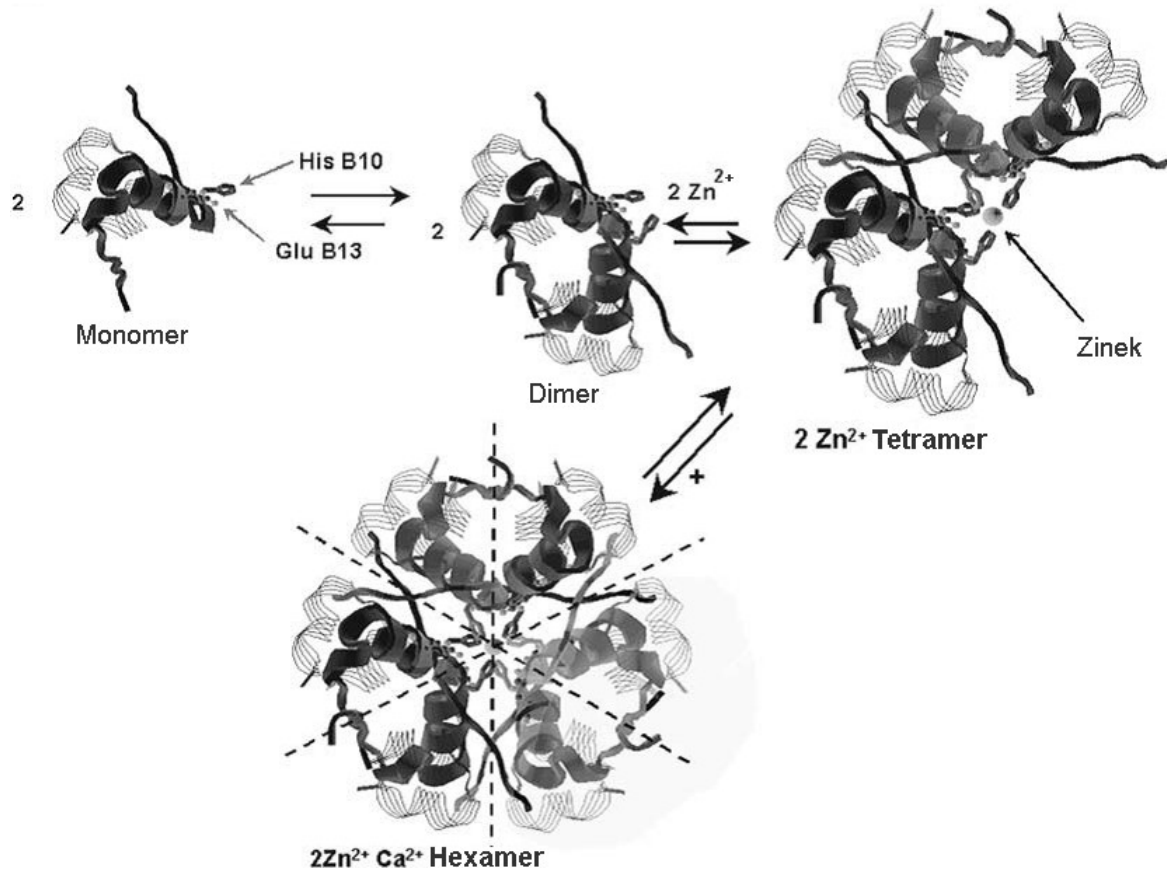 2
His B10
Glu B13
Monomer
2
Dimer
2 Zn²⁺
Zinek
2 Zn²⁺ Tetramer
+
2Zn²⁺ Ca²⁺ Hexamer